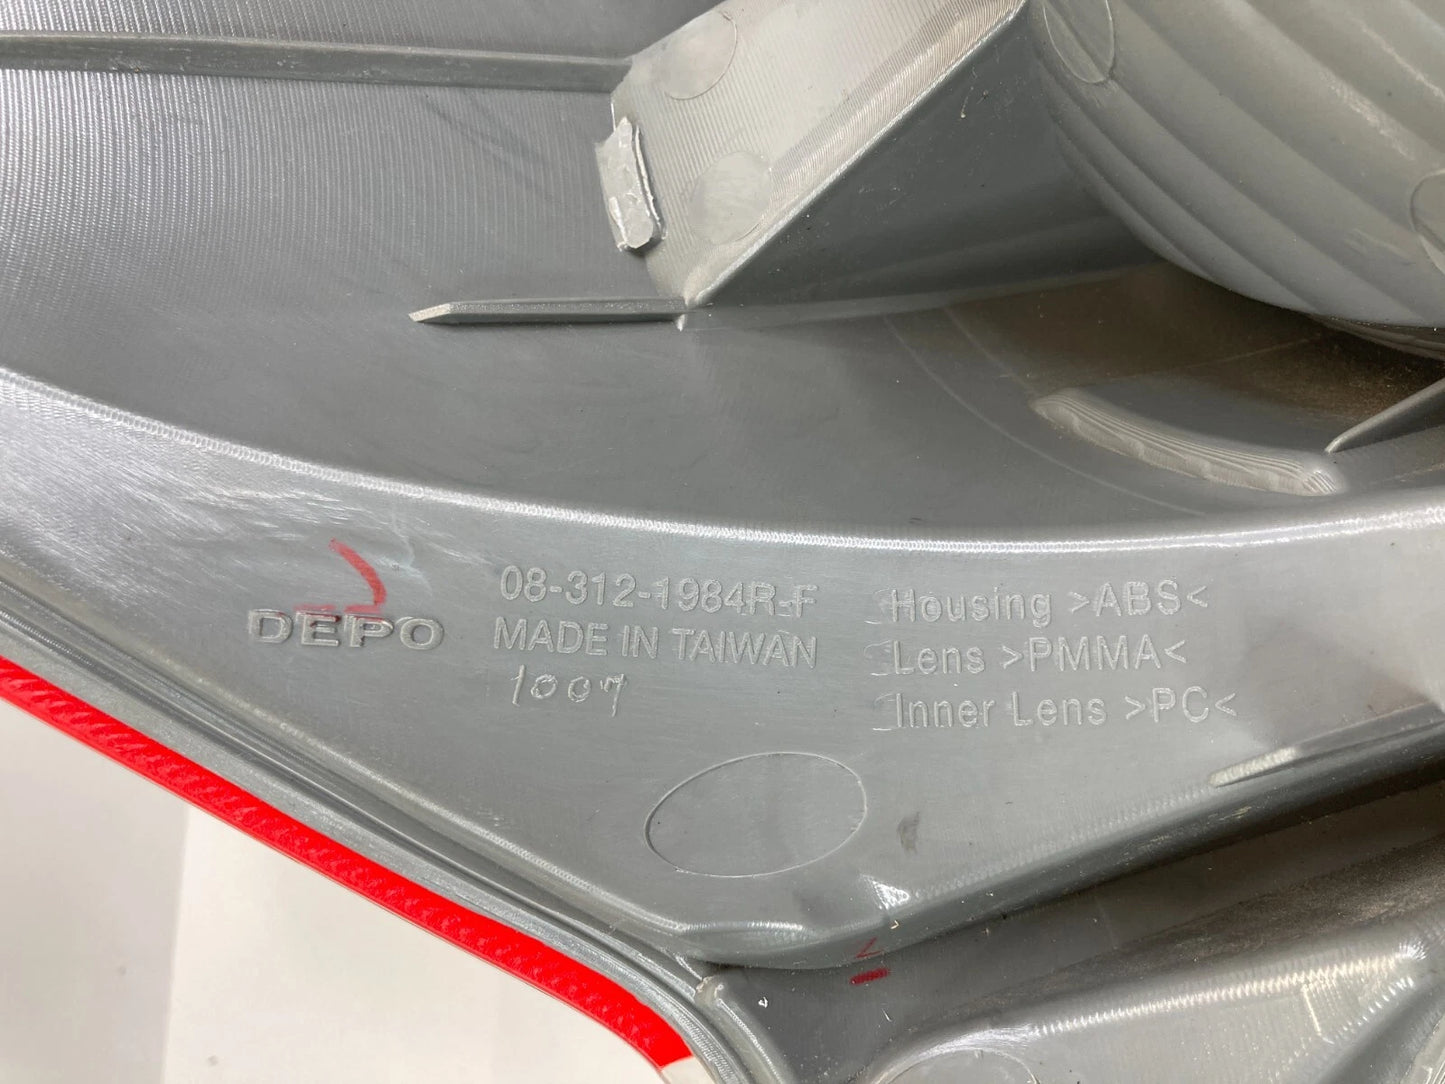 DEPO
08-312-1984R-F
MADE IN TAIWAN
1007
Housing >ABS<
Lens >PMMA<
Inner Lens >PC<